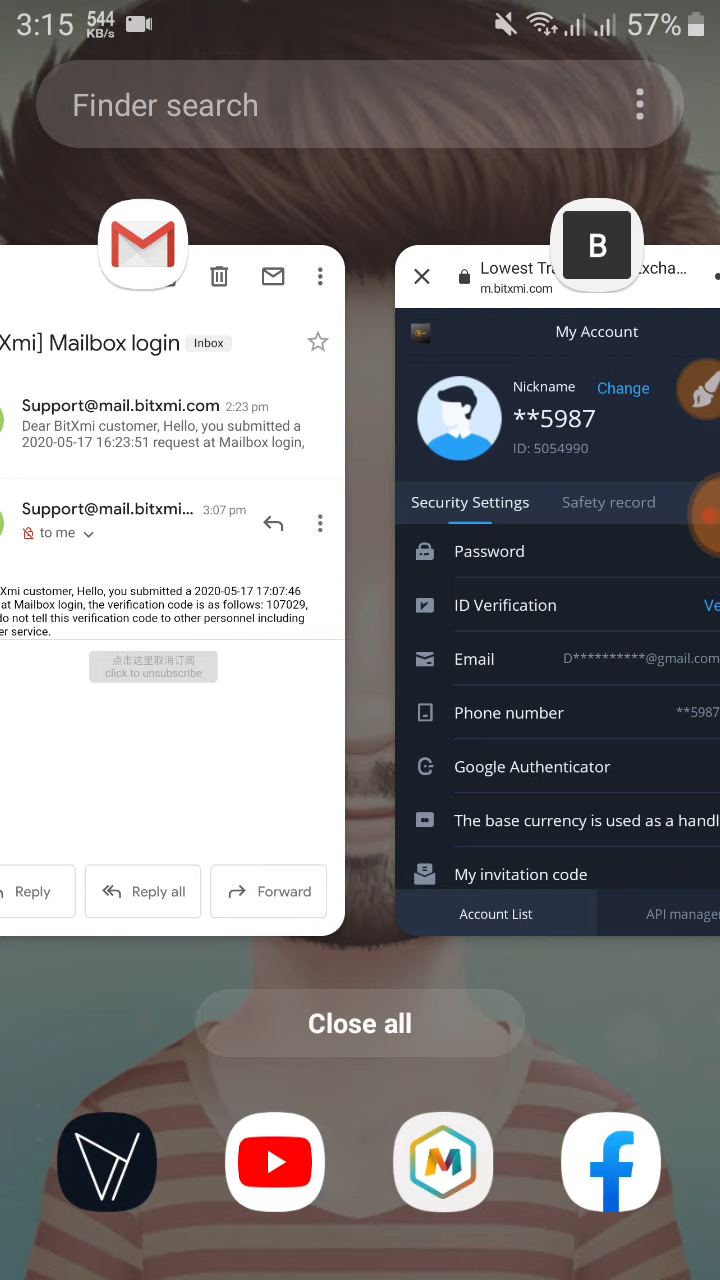 3:15 544 KB/s 57%
Finder search
Xmi] Mailbox login Inbox
Support@mail.bitxmi.com 2:23 pm
Dear BitXmi customer, Hello, you submitted a
2020-05-17 16:23:51 request at Mailbox login,
Support@mail.bitxmi... 3:07 pm
to me
Xmi customer, Hello, you submitted a 2020-05-17 17:07:46
at Mailbox login, the verification code is as follows: 107029,
do not tell this verification code to other personnel including
er service.
点击这里取消订阅
click to unsubscribe
Reply
Reply all
Forward
B
Lowest Tra xcha...
m.bitxmi.com
My Account
Nickname Change
**5987
ID: 5054990
Security Settings Safety record
Password
ID Verification Ve
Email D**********@gmail.com
Phone number **5987
Google Authenticator
The base currency is used as a handl
My invitation code
Account List API manage
Close all